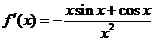 f′(x) = − (x sin x + cos x) / x²